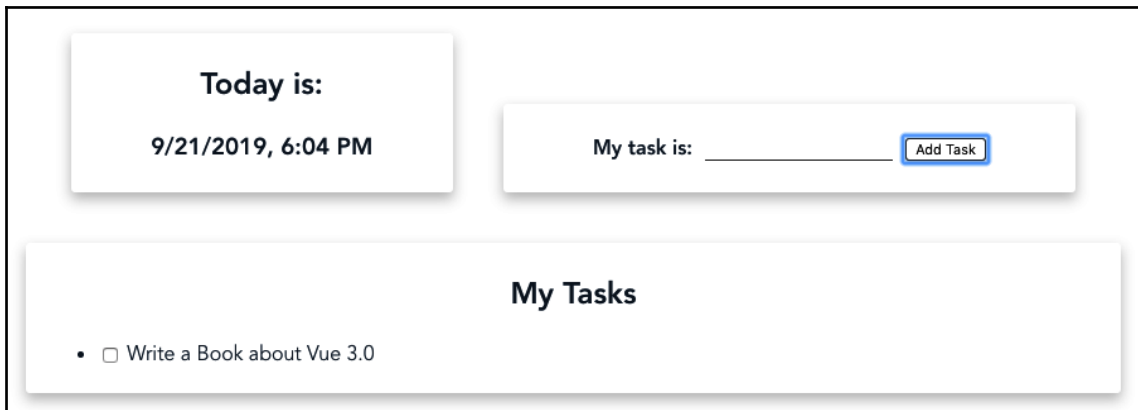 Today is:
9/21/2019, 6:04 PM
My task is: Add Task
My Tasks
Write a Book about Vue 3.0